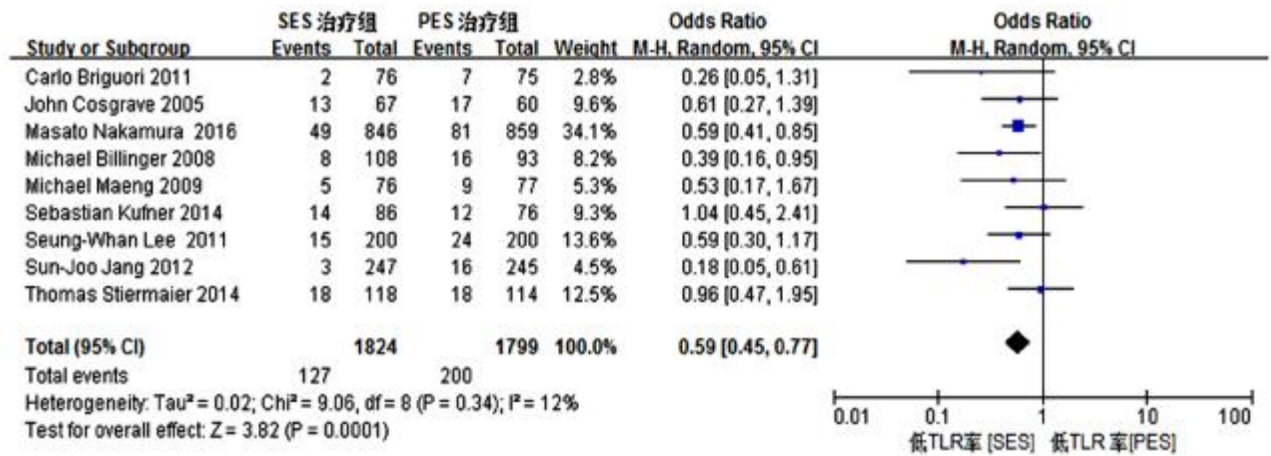 SES 治疗组 PES 治疗组 Odds Ratio Odds Ratio
Study or Subgroup Events Total Events Total Weight M-H, Random, 95% CI M-H, Random, 95% CI
Carlo Briguori 2011 2 76 7 75 2.8% 0.26 [0.05, 1.31]
John Cosgrave 2005 13 67 17 60 9.6% 0.61 [0.27, 1.39]
Masato Nakamura 2016 49 846 81 859 34.1% 0.59 [0.41, 0.85]
Michael Billinger 2008 8 108 16 93 8.2% 0.39 [0.16, 0.95]
Michael Maeng 2009 5 76 9 77 5.3% 0.53 [0.17, 1.67]
Sebastian Kufner 2014 14 86 12 76 9.3% 1.04 [0.45, 2.41]
Seung-Whan Lee 2011 15 200 24 200 13.6% 0.59 [0.30, 1.17]
Sun-Joo Jang 2012 3 247 16 245 4.5% 0.18 [0.05, 0.61]
Thomas Stiermaier 2014 18 118 18 114 12.5% 0.96 [0.47, 1.95]
Total (95% CI) 1824 1799 100.0% 0.59 [0.45, 0.77]
Total events 127 200
Heterogeneity: Tau² = 0.02; Chi² = 9.06, df = 8 (P = 0.34); I² = 12%
Test for overall effect: Z = 3.82 (P = 0.0001)
0.01 0.1 1 10 100
低TLR率 [SES] 低TLR 率[PES]